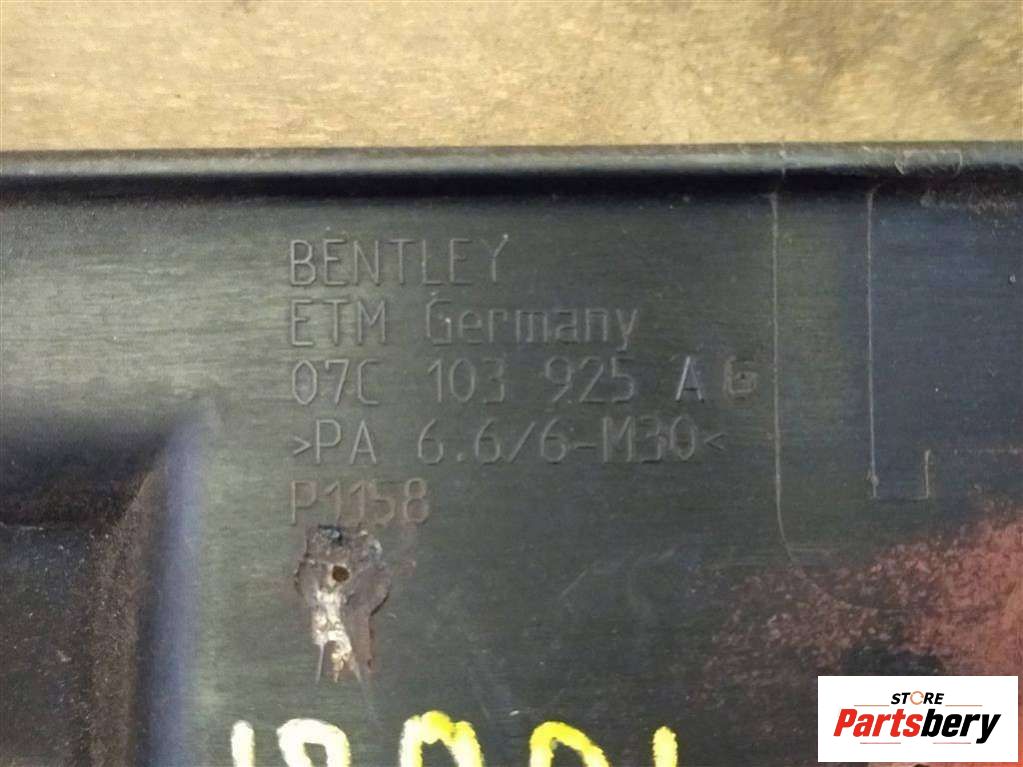 BENTLEY
ETM Germany
07C 103 925 A G
>PA 6.6/6-M30<
P1158
STORE
Partsbery